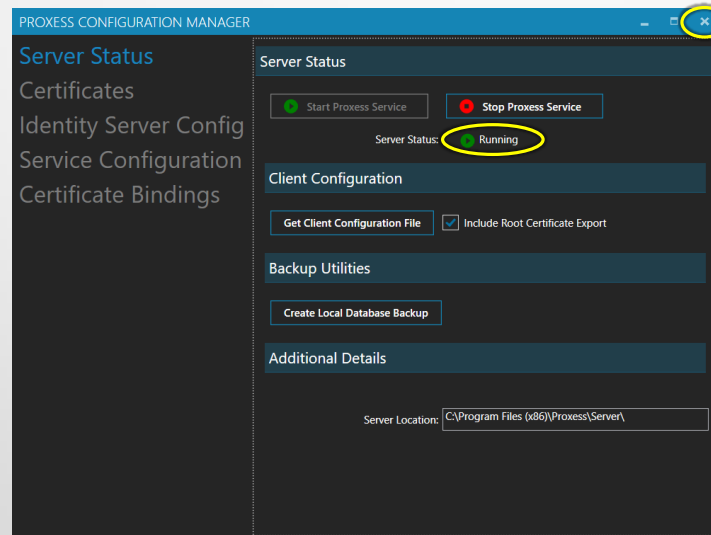 PROXESS CONFIGURATION MANAGER
Server Status
Certificates
Identity Server Config
Service Configuration
Certificate Bindings
Server Status
Start Proxess Service
Stop Proxess Service
Server Status: Running
Client Configuration
Get Client Configuration File
Include Root Certificate Export
Backup Utilities
Create Local Database Backup
Additional Details
Server Location: C:\Program Files (x86)\Proxess\Server\